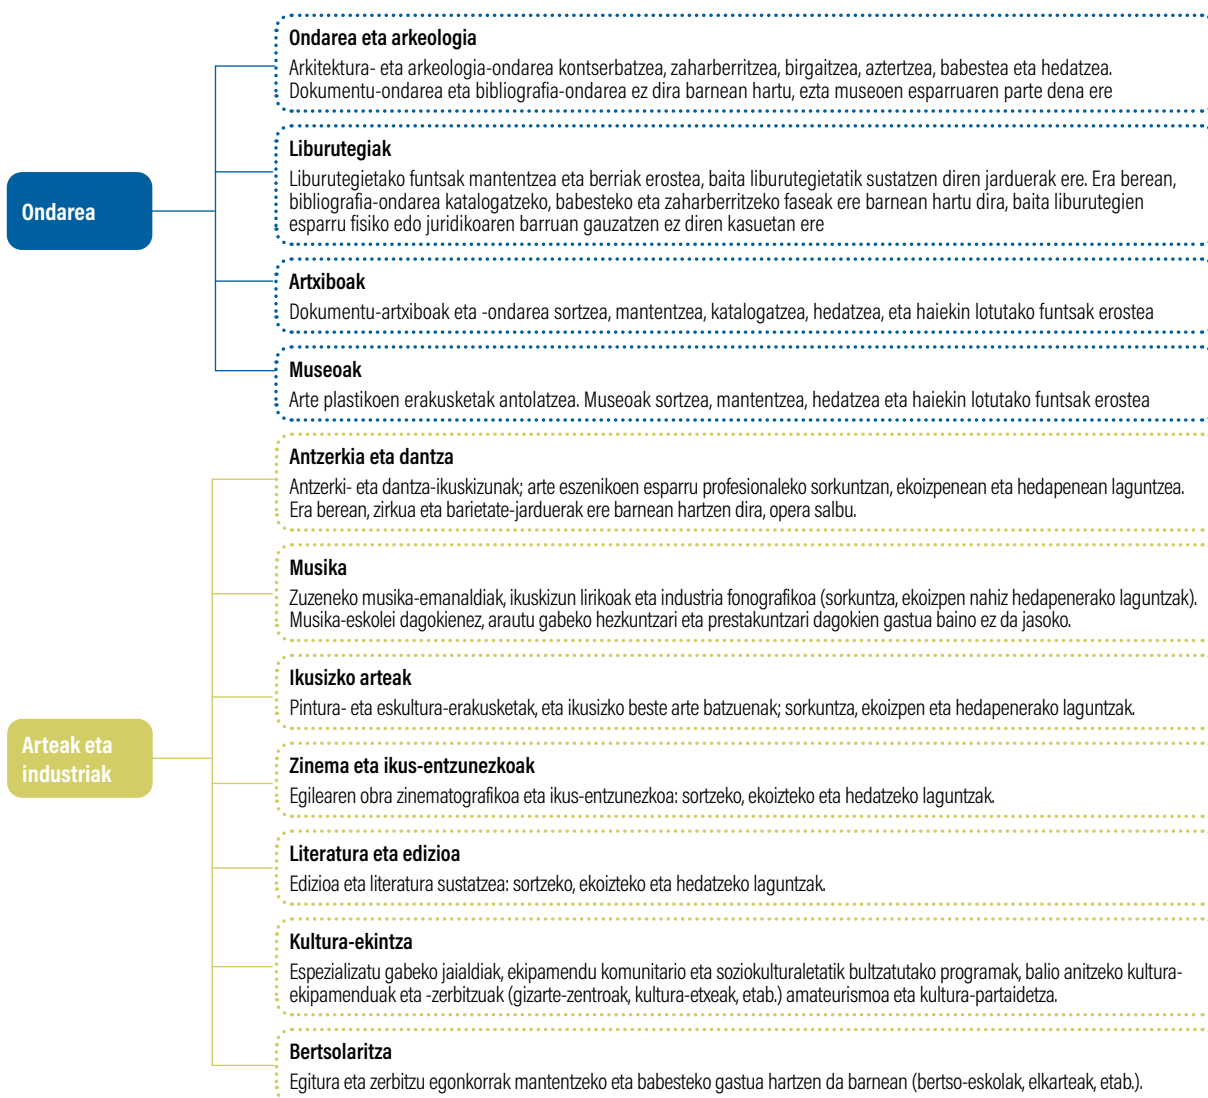 Ondarea
Ondarea eta arkeologia
Arkitektura- eta arkeologia-ondarea kontserbatzea, zaharberritzea, birgaitzea, aztertzea, babestea eta hedatzea.
Dokumentu-ondarea eta bibliografia-ondarea ez dira barnean hartu, ezta museoen esparruaren parte dena ere
Liburutegiak
Liburutegietako funtsak mantentzea eta berriak erostea, baita liburutegietatik sustatzen diren jarduerak ere. Era berean,
bibliografia-ondarea katalogatzeko, babesteko eta zaharberritzeko faseak ere barnean hartu dira, baita liburutegien
esparru fisiko edo juridikoaren barruan gauzatzen ez diren kasuetan ere
Artxiboak
Dokumentu-artxiboak eta -ondarea sortzea, mantentzea, katalogatzea, hedatzea, eta haiekin lotutako funtsak erostea
Museoak
Arte plastikoen erakusketak antolatzea. Museoak sortzea, mantentzea, hedatzea eta haiekin lotutako funtsak erostea
Arteak eta
industriak
Antzerkia eta dantza
Antzerki- eta dantza-ikuskizunak; arte eszenikoen esparru profesionaleko sorkuntzan, ekoizpenean eta hedapenean laguntzea.
Era berean, zirkua eta barietate-jarduerak ere barnean hartzen dira, opera salbu.
Musika
Zuzeneko musika-emanaldiak, ikuskizun lirikoak eta industria fonografikoa (sorkuntza, ekoizpen nahiz hedapenerako laguntzak).
Musika-eskolei dagokienez, arautu gabeko hezkuntzari eta prestakuntzari dagokien gastua baino ez da jasoko.
Ikusizko arteak
Pintura- eta eskultura-erakusketak, eta ikusizko beste arte batzuenak; sorkuntza, ekoizpen eta hedapenerako laguntzak.
Zinema eta ikus-entzunezkoak
Egilearen obra zinematografikoa eta ikus-entzunezkoa: sortzeko, ekoizteko eta hedatzeko laguntzak.
Literatura eta edizioa
Edizioa eta literatura sustatzea: sortzeko, ekoizteko eta hedatzeko laguntzak.
Kultura-ekintza
Espezializatu gabeko jaialdiak, ekipamendu komunitario eta soziokulturaletatik bultzatutako programak, balio anitzeko kultura-
ekipamenduak eta -zerbitzuak (gizarte-zentroak, kultura-etxeak, etab.) amateurismoa eta kultura-partaidetza.
Bertsolaritza
Egitura eta zerbitzu egonkorrak mantentzeko eta babesteko gastua hartzen da barnean (bertso-eskolak, elkarteak, etab.).